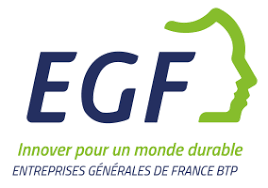 EGF
Innover pour un monde durable
ENTREPRISES GÉNÉRALES DE FRANCE BTP